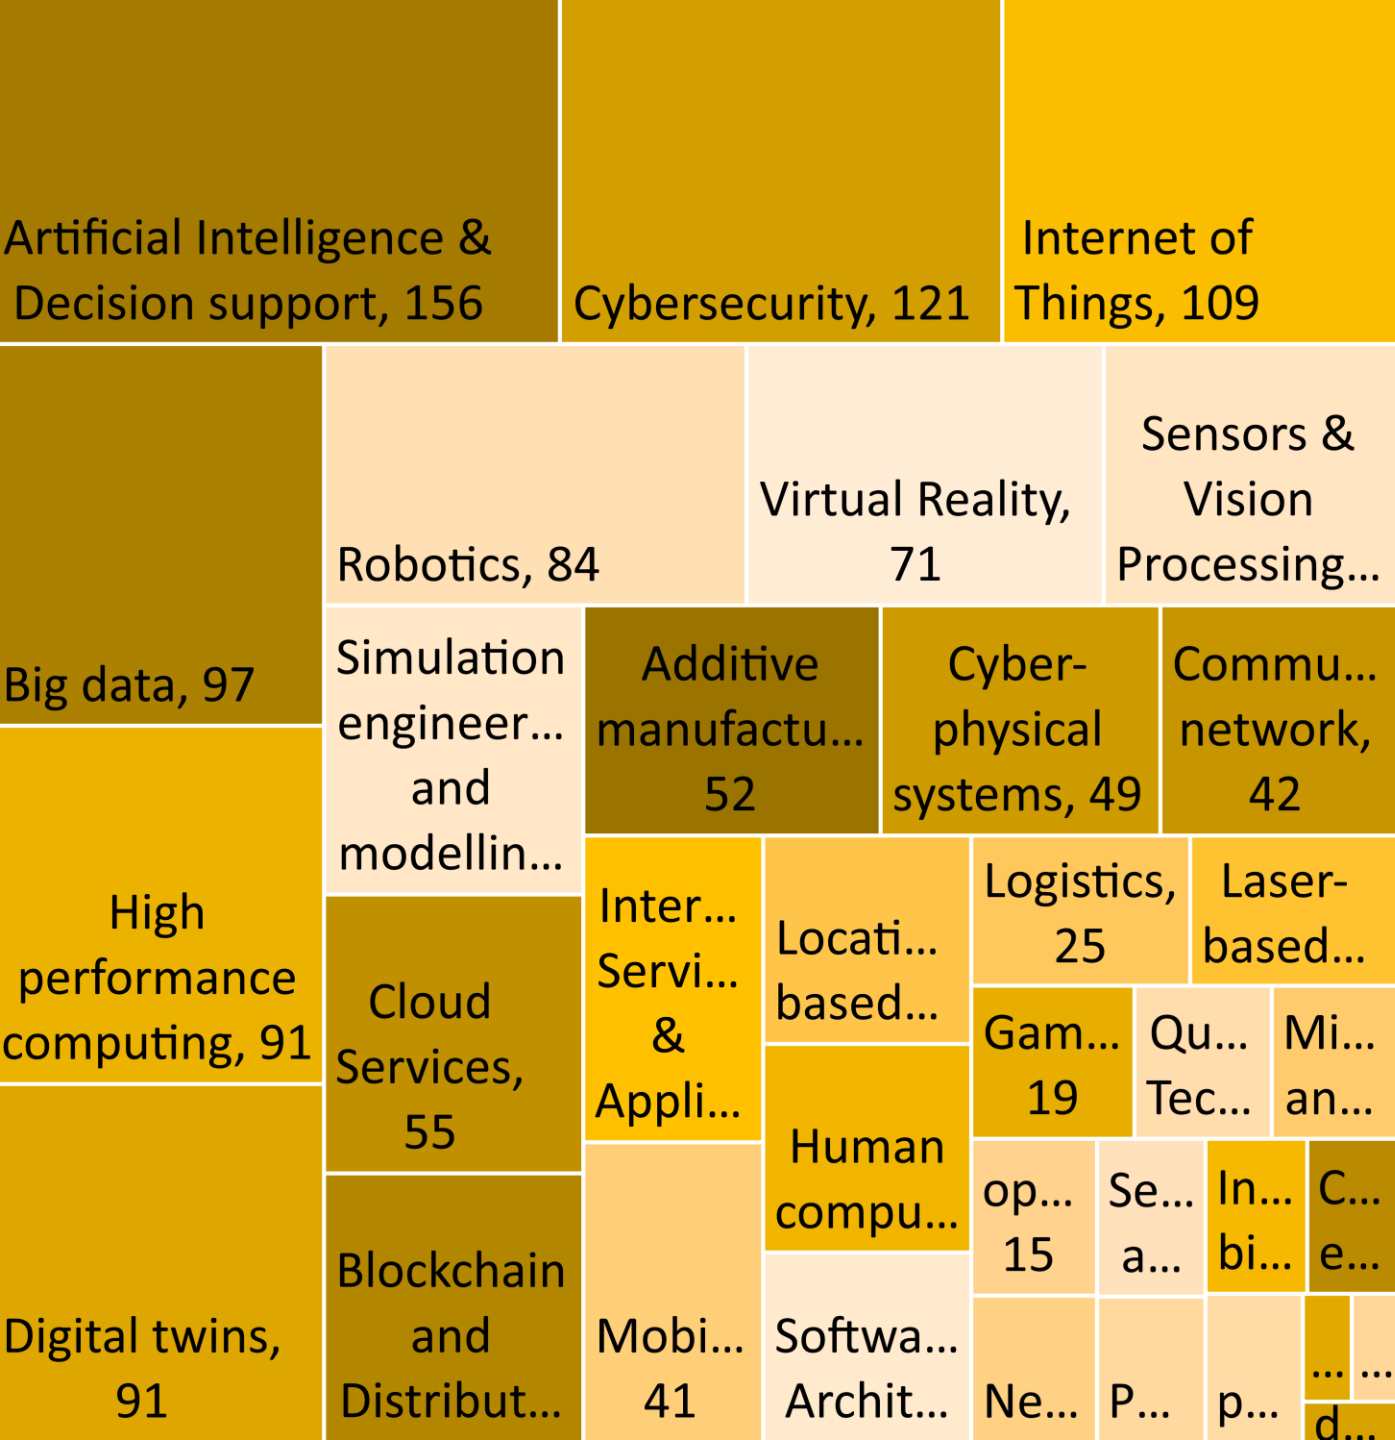 Artificial Intelligence &
Decision support, 156
Cybersecurity, 121
Internet of
Things, 109
Big data, 97
Robotics, 84
Virtual Reality,
71
Sensors &
Vision
Processing...
High
performance
computing, 91
Digital twins,
91
Simulation
engineer...
and
modellin...
Cloud
Services,
55
Blockchain
and
Distribut...
Additive
manufactu...
52
Cyber-
physical
systems, 49
Commu...
network,
42
Inter...
Servi...
&
Appli...
Mobi...
41
Locati...
based...
Human
compu...
Softwa...
Archit...
Logistics,
25
Laser-
based...
Gam...
19
Qu...
Tec...
Mi...
an...
op...
15
Se...
a...
In...
bi...
C...
e...
Ne...
P...
p...
...
...
d...